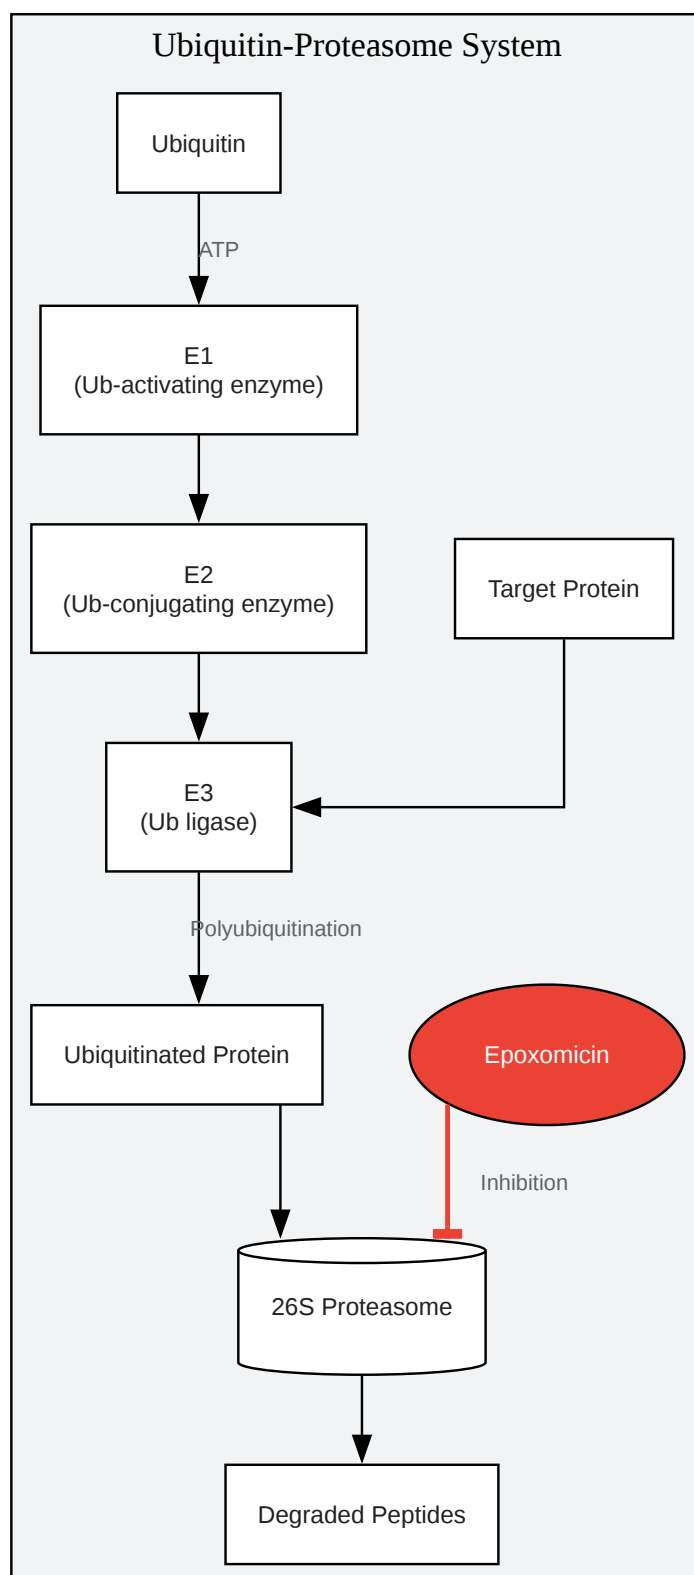 Ubiquitin-Proteasome System
Ubiquitin
ATP
E1
(Ub-activating enzyme)
E2
(Ub-conjugating enzyme)
Target Protein
E3
(Ub ligase)
Polyubiquitination
Ubiquitinated Protein
Epoxomicin
Inhibition
26S Proteasome
Degraded Peptides